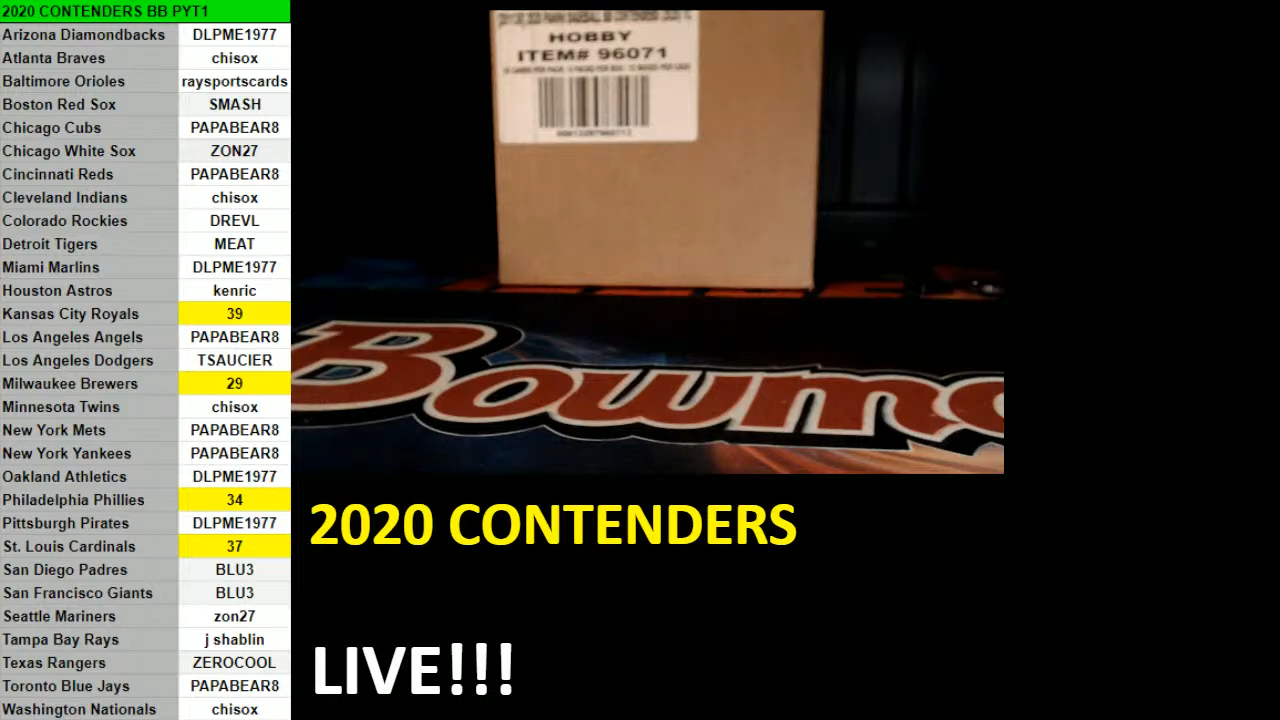 2020 CONTENDERS BB PYT1
Arizona Diamondbacks DLPME1977
Atlanta Braves chisox
Baltimore Orioles raysportscards
Boston Red Sox SMASH
Chicago Cubs PAPABEAR8
Chicago White Sox ZON27
Cincinnati Reds PAPABEAR8
Cleveland Indians chisox
Colorado Rockies DREVL
Detroit Tigers MEAT
Miami Marlins DLPME1977
Houston Astros kenric
Kansas City Royals 39
Los Angeles Angels PAPABEAR8
Los Angeles Dodgers TSAUCIER
Milwaukee Brewers 29
Minnesota Twins chisox
New York Mets PAPABEAR8
New York Yankees PAPABEAR8
Oakland Athletics DLPME1977
Philadelphia Phillies 34
Pittsburgh Pirates DLPME1977
St. Louis Cardinals 37
San Diego Padres BLU3
San Francisco Giants BLU3
Seattle Mariners zon27
Tampa Bay Rays j shablin
Texas Rangers ZEROCOOL
Toronto Blue Jays PAPABEAR8
Washington Nationals chisox
HOBBY
ITEM# 96071
Bowm
2020 CONTENDERS
LIVE!!!